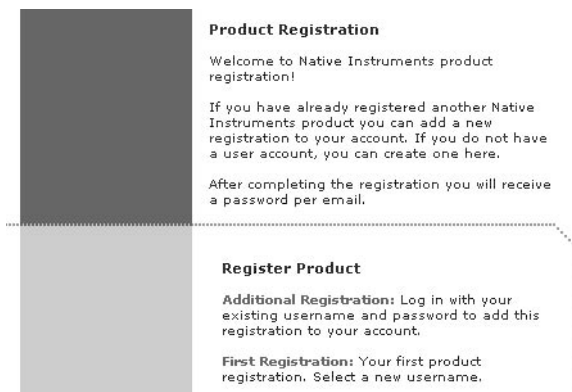 Product Registration
Welcome to Native Instruments product
registration!
If you have already registered another Native
Instruments product you can add a new
registration to your account. If you do not have
a user account, you can create one here.
After completing the registration you will receive
a password per email.
Register Product
Additional Registration: Log in with your
existing username and password to add this
registration to your account.
First Registration: Your first product
registration. Select a new username.